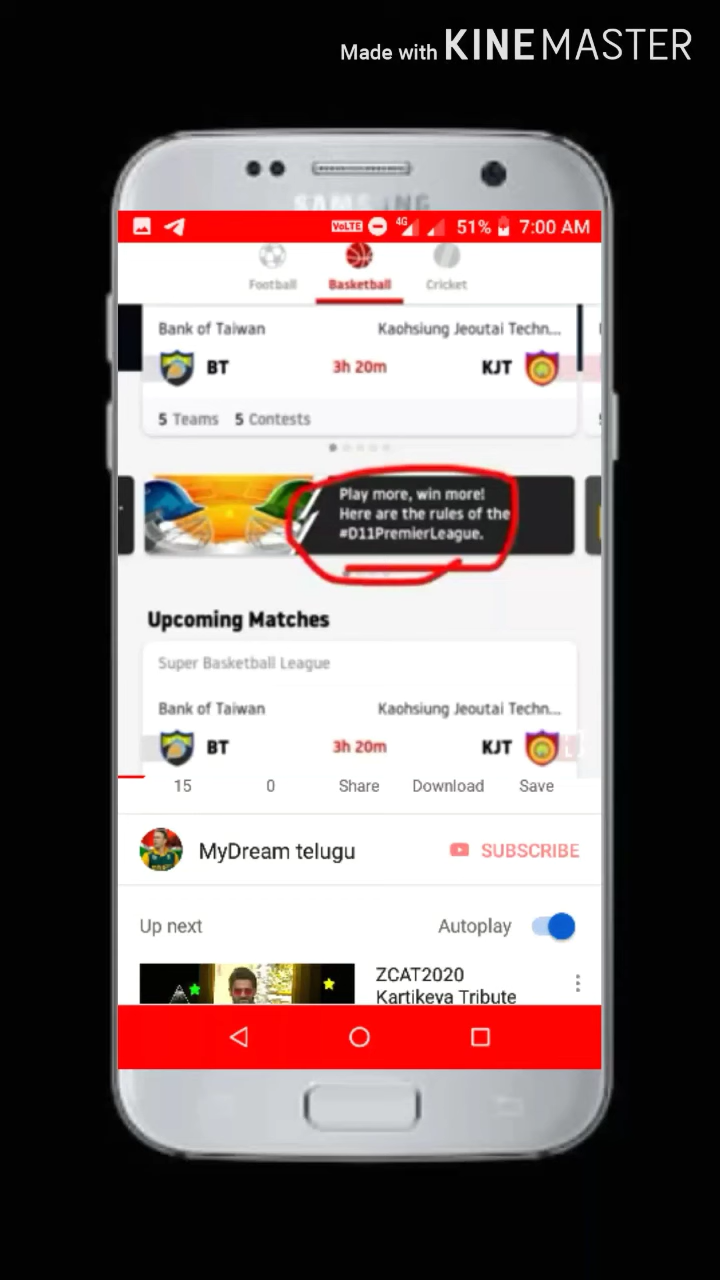 Made with KINEMASTER
SAMSUNG
VoLTE 4G 51% 7:00 AM
Football Basketball Cricket
Bank of Taiwan Kaohsiung Jeoutai Techn...
BT 3h 20m KJT
5 Teams 5 Contests
Play more, win more!
Here are the rules of the
#D11PremierLeague.
Upcoming Matches
Super Basketball League
Bank of Taiwan Kaohsiung Jeoutai Techn...
BT 3h 20m KJT
15 0 Share Download Save
MyDream telugu SUBSCRIBE
Up next Autoplay
ZCAT2020
Kartikeya Tribute